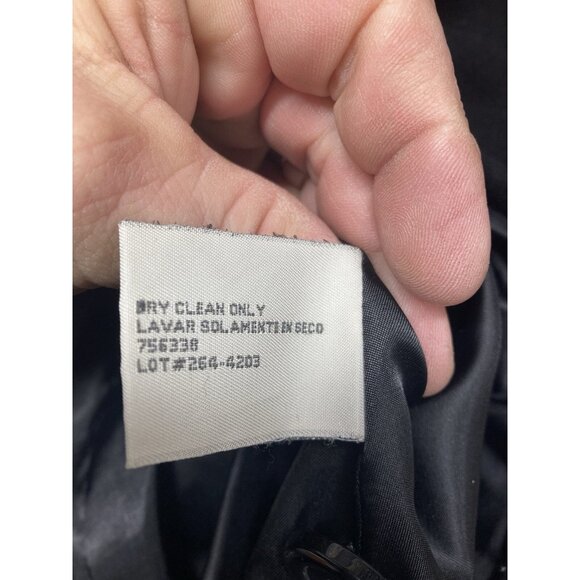 DRY CLEAN ONLY
LAVAR SOLAMENTE EN SECO
756338
LOT#264-4203